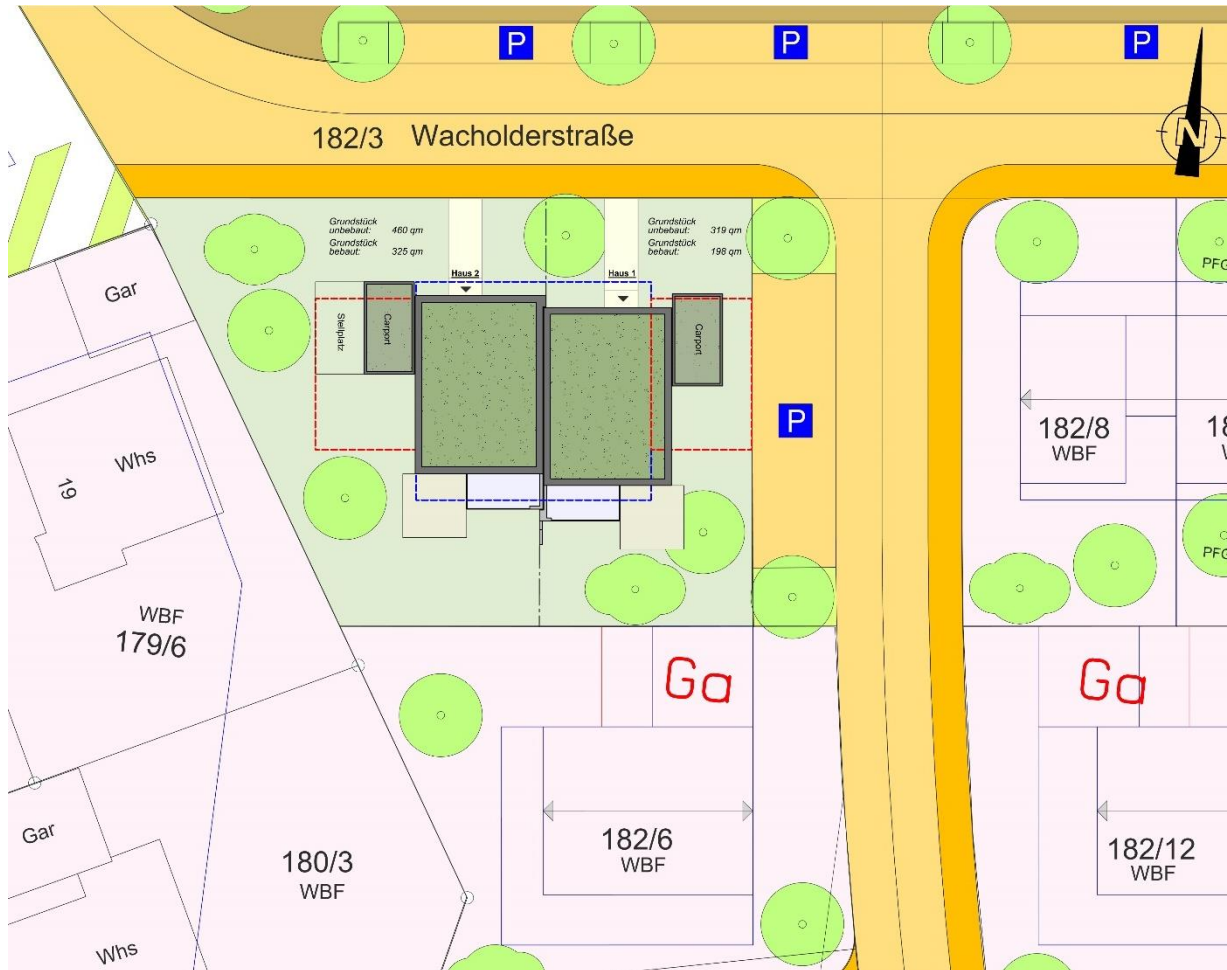 P
P
P
N
182/3 Wacholderstraße
Grundstück
unbebaut: 460 qm
Grundstück
bebaut: 325 qm
Grundstück
unbebaut: 319 qm
Grundstück
bebaut: 198 qm
Haus 2
Haus 1
Stellplatz
Carport
Carport
Gar
PFG
P
182/8
WBF
Whs
19
PFG
WBF
179/6
Ga
Ga
Gar
180/3
WBF
182/6
WBF
182/12
WBF
Whs